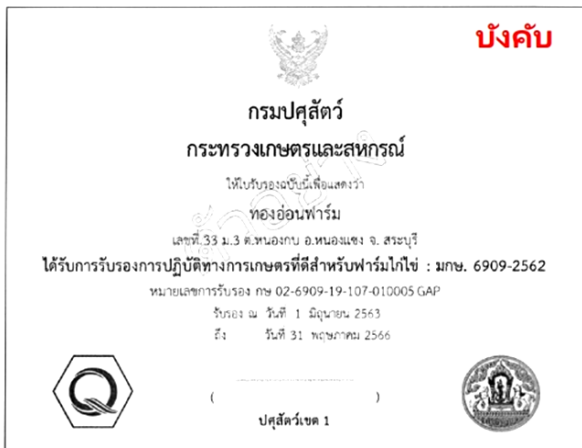 บังคับ
กรมปศุสัตว์
กระทรวงเกษตรและสหกรณ์
ให้ใบรับรองฉบับนี้เพื่อแสดงว่า
ทองอ่อนฟาร์ม
เลขที่ 33 ม.3 ต.หนองกบ อ.หนองแซง จ. สระบุรี
ได้รับการรับรองการปฏิบัติทางการเกษตรที่ดีสำหรับฟาร์มไก่ไข่ : มกษ. 6909-2562
หมายเลขการรับรอง กษ 02-6909-19-107-010005 GAP
รับรอง ณ วันที่ 1 มิถุนายน 2563
ถึง วันที่ 31 พฤษภาคม 2566
( )
ปศุสัตว์เขต 1
Q
ตัวอย่าง